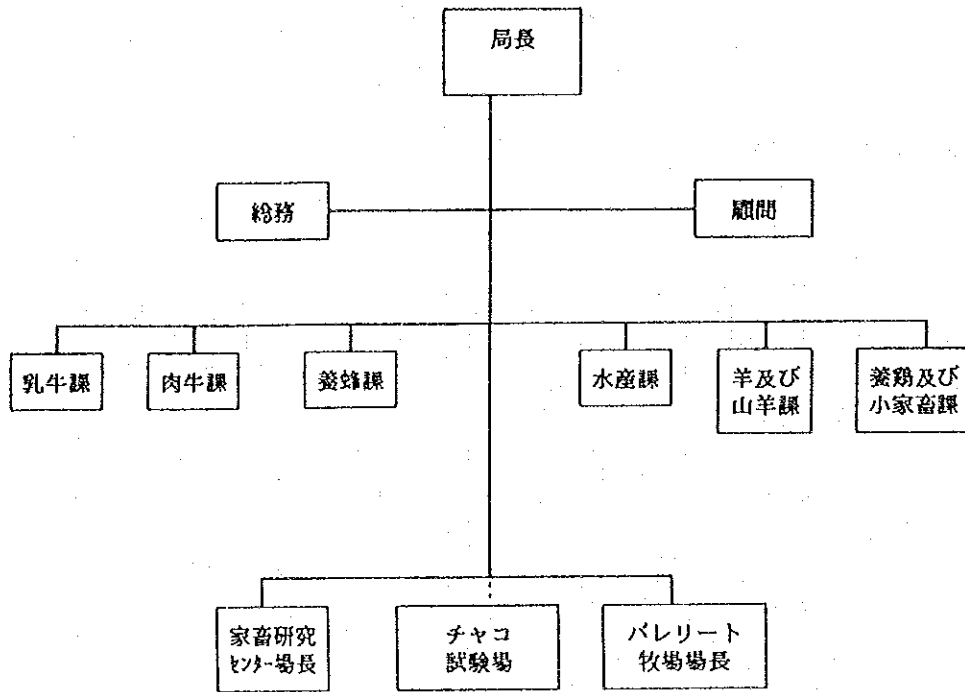 局長
総務
顧問
乳牛課
肉牛課
養蜂課
水産課
羊及び
山羊課
養鶏及び
小家畜課
家畜研究
センター場長
チャコ
試験場
バレリート
牧場場長